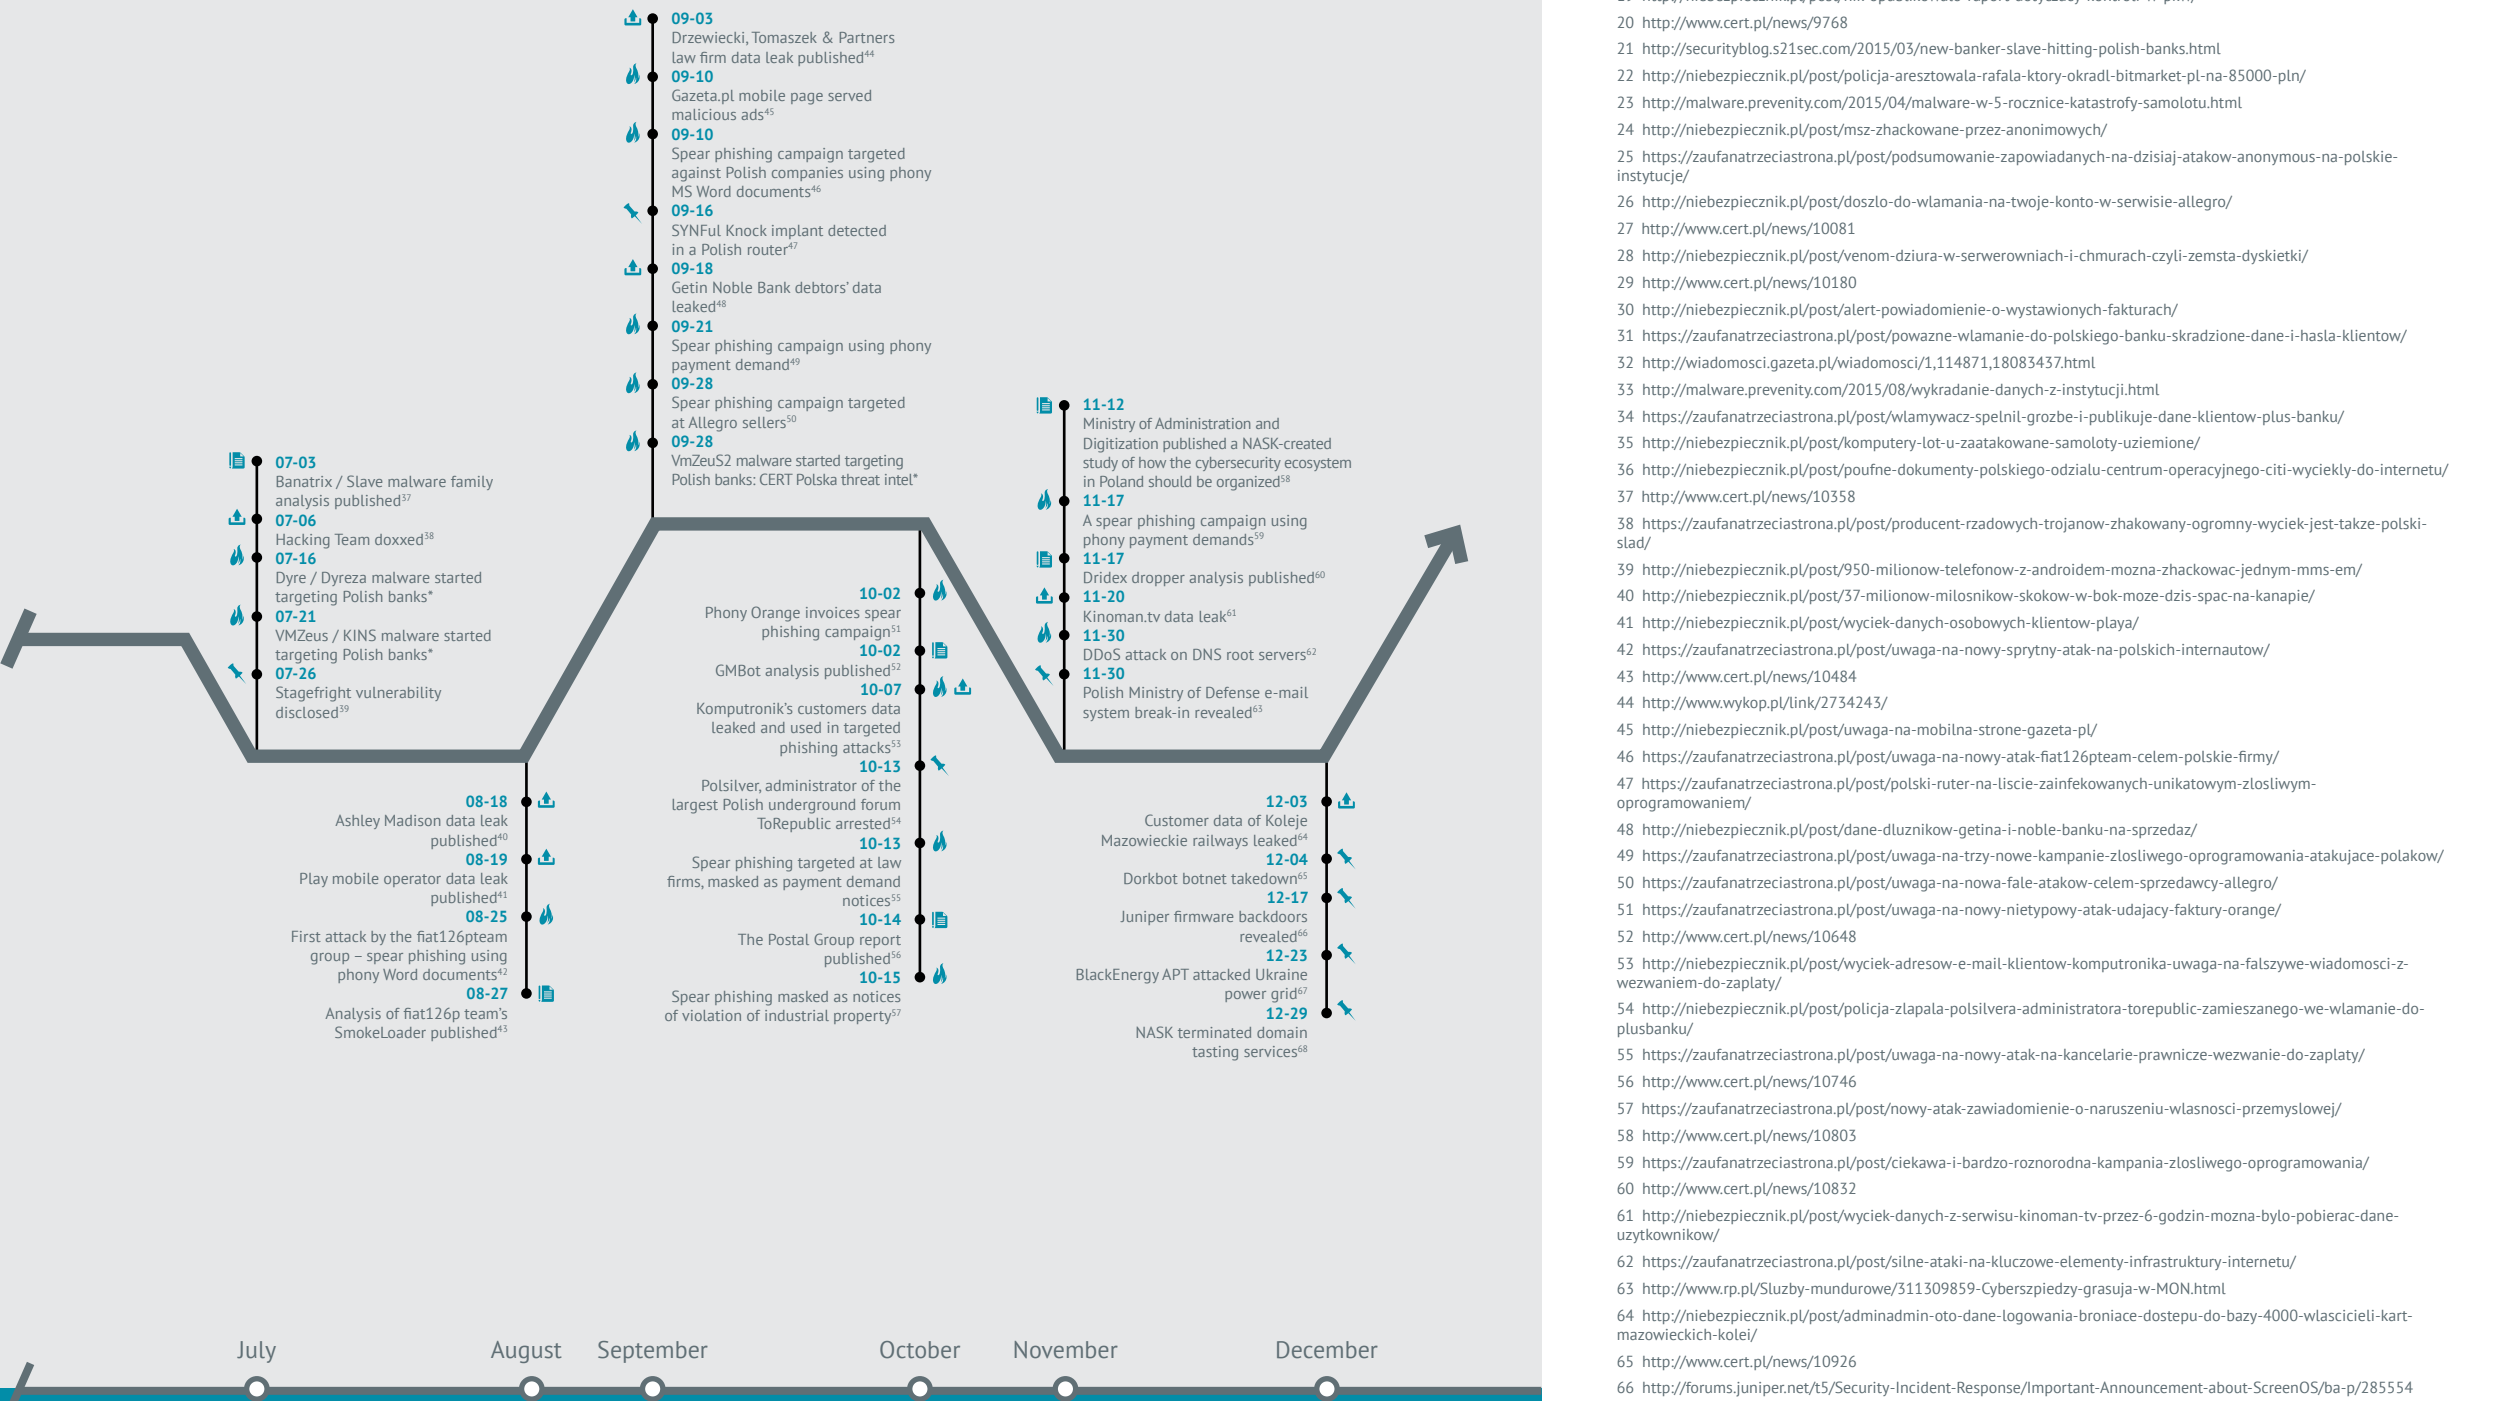 09-03
Drzewiecki, Tomaszek & Partners
law firm data leak published44
09-10
Gazeta.pl mobile page served
malicious ads45
09-10
Spear phishing campaign targeted
against Polish companies using phony
MS Word documents46
09-16
SYNFul Knock implant detected
in a Polish router47
09-18
Getin Noble Bank debtors’ data
leaked48
09-21
Spear phishing campaign using phony
payment demand49
09-28
Spear phishing campaign targeted
at Allegro sellers50
09-28
VmZeuS2 malware started targeting
Polish banks: CERT Polska threat intel*
07-03
Banatrix / Slave malware family
analysis published37
07-06
Hacking Team doxxed38
07-16
Dyre / Dyreza malware started
targeting Polish banks*
07-21
VMZeus / KINS malware started
targeting Polish banks*
07-26
Stagefright vulnerability
disclosed39
08-18
Ashley Madison data leak
published40
08-19
Play mobile operator data leak
published41
08-25
First attack by the fiat126pteam
group – spear phishing using
phony Word documents42
08-27
Analysis of fiat126p team’s
SmokeLoader published43
10-02
Phony Orange invoices spear
phishing campaign51
10-02
GMBot analysis published52
10-07
Komputronik’s customers data
leaked and used in targeted
phishing attacks53
10-13
Polsilver, administrator of the
largest Polish underground forum
ToRepublic arrested54
10-13
Spear phishing targeted at law
firms, masked as payment demand
notices55
10-14
The Postal Group report
published56
10-15
Spear phishing masked as notices
of violation of industrial property57
11-12
Ministry of Administration and
Digitization published a NASK-created
study of how the cybersecurity ecosystem
in Poland should be organized58
11-17
A spear phishing campaign using
phony payment demands59
11-17
Dridex dropper analysis published60
11-20
Kinoman.tv data leak61
11-30
DDoS attack on DNS root servers62
11-30
Polish Ministry of Defense e-mail
system break-in revealed63
12-03
Customer data of Koleje
Mazowieckie railways leaked64
12-04
Dorkbot botnet takedown65
12-17
Juniper firmware backdoors
revealed66
12-23
BlackEnergy APT attacked Ukraine
power grid67
12-29
NASK terminated domain
tasting services68
July
August
September
October
November
December
20 http://www.cert.pl/news/9768
21 http://securityblog.s21sec.com/2015/03/new-banker-slave-hitting-polish-banks.html
22 http://niebezpiecznik.pl/post/policja-aresztowala-rafala-ktory-okradl-bitmarket-pl-na-85000-pln/
23 http://malware.prevenity.com/2015/04/malware-w-5-rocznice-katastrofy-samolotu.html
24 http://niebezpiecznik.pl/post/msz-zhackowane-przez-anonimowych/
25 https://zaufanatrzeciastrona.pl/post/podsumowanie-zapowiadanych-na-dzisiaj-atakow-anonymous-na-polskie-
instytucje/
26 http://niebezpiecznik.pl/post/doszlo-do-wlamania-na-twoje-konto-w-serwisie-allegro/
27 http://www.cert.pl/news/10081
28 http://niebezpiecznik.pl/post/venom-dziura-w-serwerowniach-i-chmurach-czyli-zemsta-dyskietki/
29 http://www.cert.pl/news/10180
30 http://niebezpiecznik.pl/post/alert-powiadomienie-o-wystawionych-fakturach/
31 https://zaufanatrzeciastrona.pl/post/powazne-wlamanie-do-polskiego-banku-skradzione-dane-i-hasla-klientow/
32 http://wiadomosci.gazeta.pl/wiadomosci/1,114871,18083437.html
33 http://malware.prevenity.com/2015/08/wykradanie-danych-z-instytucji.html
34 https://zaufanatrzeciastrona.pl/post/wlamywacz-spelnil-grozbe-i-publikuje-dane-klientow-plus-banku/
35 http://niebezpiecznik.pl/post/komputery-lot-u-zaatakowane-samoloty-uziemione/
36 http://niebezpiecznik.pl/post/poufne-dokumenty-polskiego-odzialu-centrum-operacyjnego-citi-wyciekly-do-internetu/
37 http://www.cert.pl/news/10358
38 https://zaufanatrzeciastrona.pl/post/producent-rzadowych-trojanow-zhakowany-ogromny-wyciek-jest-takze-polski-
slad/
39 http://niebezpiecznik.pl/post/950-milionow-telefonow-z-androidem-mozna-zhackowac-jednym-mms-em/
40 http://niebezpiecznik.pl/post/37-milionow-milosnikow-skokow-w-bok-moze-dzis-spac-na-kanapie/
41 http://niebezpiecznik.pl/post/wyciek-danych-osobowych-klientow-playa/
42 https://zaufanatrzeciastrona.pl/post/uwaga-na-nowy-sprytny-atak-na-polskich-internautow/
43 http://www.cert.pl/news/10484
44 http://www.wykop.pl/link/2734243/
45 http://niebezpiecznik.pl/post/uwaga-na-mobilna-strone-gazeta-pl/
46 https://zaufanatrzeciastrona.pl/post/uwaga-na-nowy-atak-fiat126pteam-celem-polskie-firmy/
47 https://zaufanatrzeciastrona.pl/post/polski-ruter-na-liscie-zainfekowanych-unikatowym-zlosliwym-
oprogramowaniem/
48 http://niebezpiecznik.pl/post/dane-dluznikow-getina-i-noble-banku-na-sprzedaz/
49 https://zaufanatrzeciastrona.pl/post/uwaga-na-trzy-nowe-kampanie-zlosliwego-oprogramowania-atakujace-polakow/
50 https://zaufanatrzeciastrona.pl/post/uwaga-na-nowa-fale-atakow-celem-sprzedawcy-allegro/
51 https://zaufanatrzeciastrona.pl/post/uwaga-na-nowy-nietypowy-atak-udajacy-faktury-orange/
52 http://www.cert.pl/news/10648
53 http://niebezpiecznik.pl/post/wyciek-adresow-e-mail-klientow-komputronika-uwaga-na-falszywe-wiadomosci-z-
wezwaniem-do-zaplaty/
54 http://niebezpiecznik.pl/post/policja-zlapala-polsilvera-administratora-torepublic-zamieszanego-we-wlamanie-do-
plusbanku/
55 https://zaufanatrzeciastrona.pl/post/uwaga-na-nowy-atak-na-kancelarie-prawnicze-wezwanie-do-zaplaty/
56 http://www.cert.pl/news/10746
57 https://zaufanatrzeciastrona.pl/post/nowy-atak-zawiadomienie-o-naruszeniu-wlasnosci-przemyslowej/
58 http://www.cert.pl/news/10803
59 https://zaufanatrzeciastrona.pl/post/ciekawa-i-bardzo-roznorodna-kampania-zlosliwego-oprogramowania/
60 http://www.cert.pl/news/10832
61 http://niebezpiecznik.pl/post/wyciek-danych-z-serwisu-kinoman-tv-przez-6-godzin-mozna-bylo-pobierac-dane-
uzytkownikow/
62 https://zaufanatrzeciastrona.pl/post/silne-ataki-na-kluczowe-elementy-infrastruktury-internetu/
63 http://www.rp.pl/Sluzby-mundurowe/311309859-Cyberszpiedzy-grasuja-w-MON.html
64 http://niebezpiecznik.pl/post/adminadmin-oto-dane-logowania-broniace-dostepu-do-bazy-4000-wlascicieli-kart-
mazowieckich-kolei/
65 http://www.cert.pl/news/10926
66 http://forums.juniper.net/t5/Security-Incident-Response/Important-Announcement-about-ScreenOS/ba-p/285554